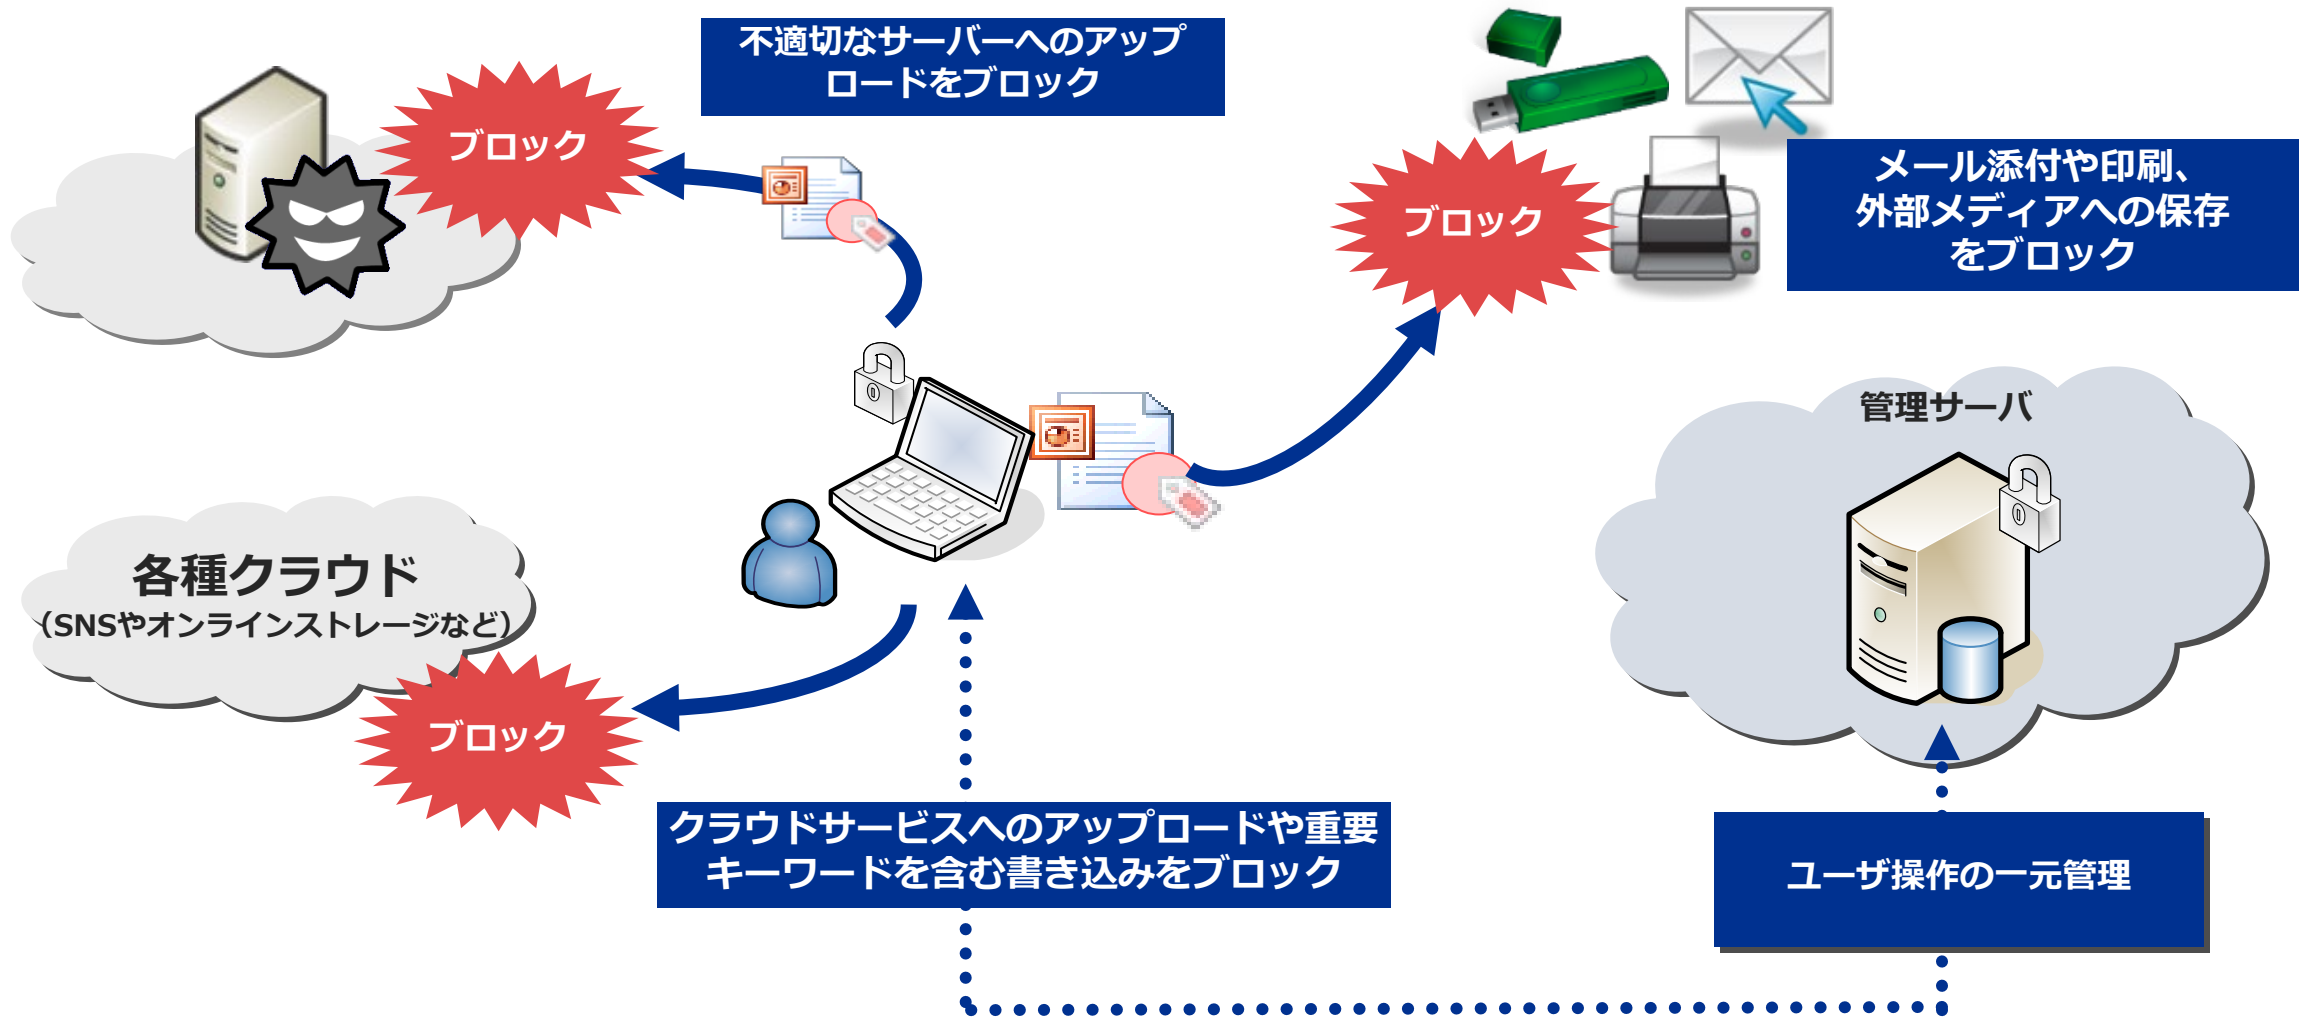 不適切なサーバーへのアップ
ロードをブロック
ブロック
ブロック
メール添付や印刷、
外部メディアへの保存
をブロック
管理サーバ
各種クラウド
（SNSやオンラインストレージなど）
ブロック
クラウドサービスへのアップロードや重要
キーワードを含む書き込みをブロック
ユーザ操作の一元管理